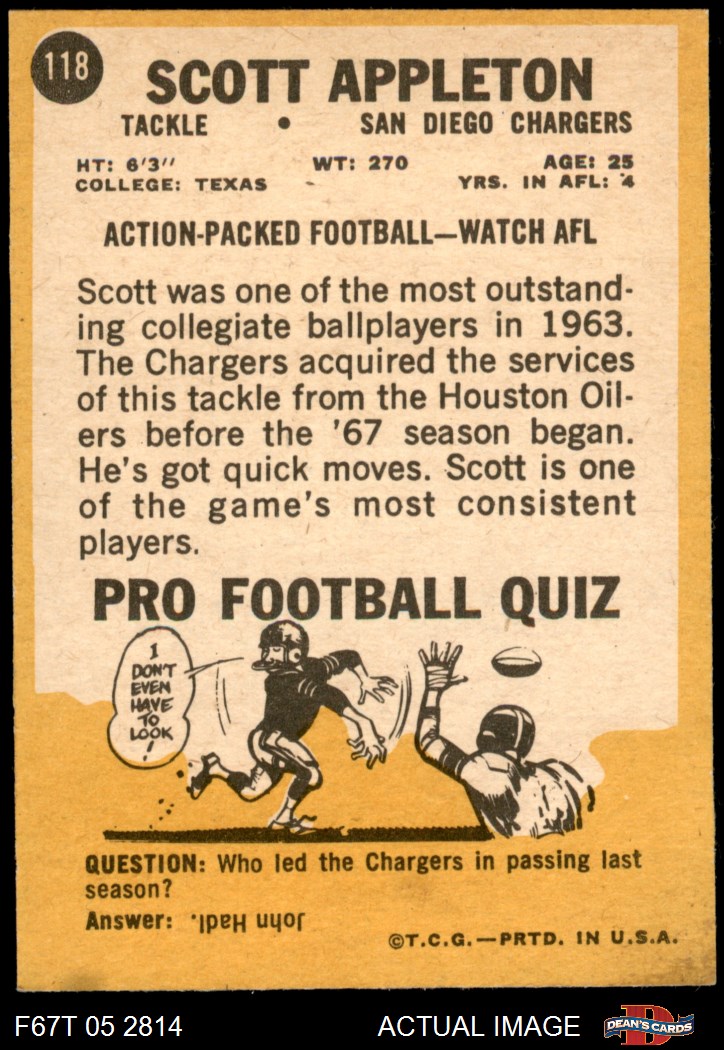 118
SCOTT APPLETON
TACKLE • SAN DIEGO CHARGERS
HT: 6'3" WT: 270 AGE: 25
COLLEGE: TEXAS YRS. IN AFL: 4
ACTION-PACKED FOOTBALL—WATCH AFL
Scott was one of the most outstand-
ing collegiate ballplayers in 1963.
The Chargers acquired the services
of this tackle from the Houston Oil-
ers before the '67 season began.
He's got quick moves. Scott is one
of the game's most consistent
players.
PRO FOOTBALL QUIZ
I
DON'T
EVEN
HAVE
TO
LOOK
!
QUESTION: Who led the Chargers in passing last
season?
Answer: John Hadl.
©T.C.G.—PRTD. IN U.S.A.
F67T 05 2814 ACTUAL IMAGE
D
DEAN'S CARDS